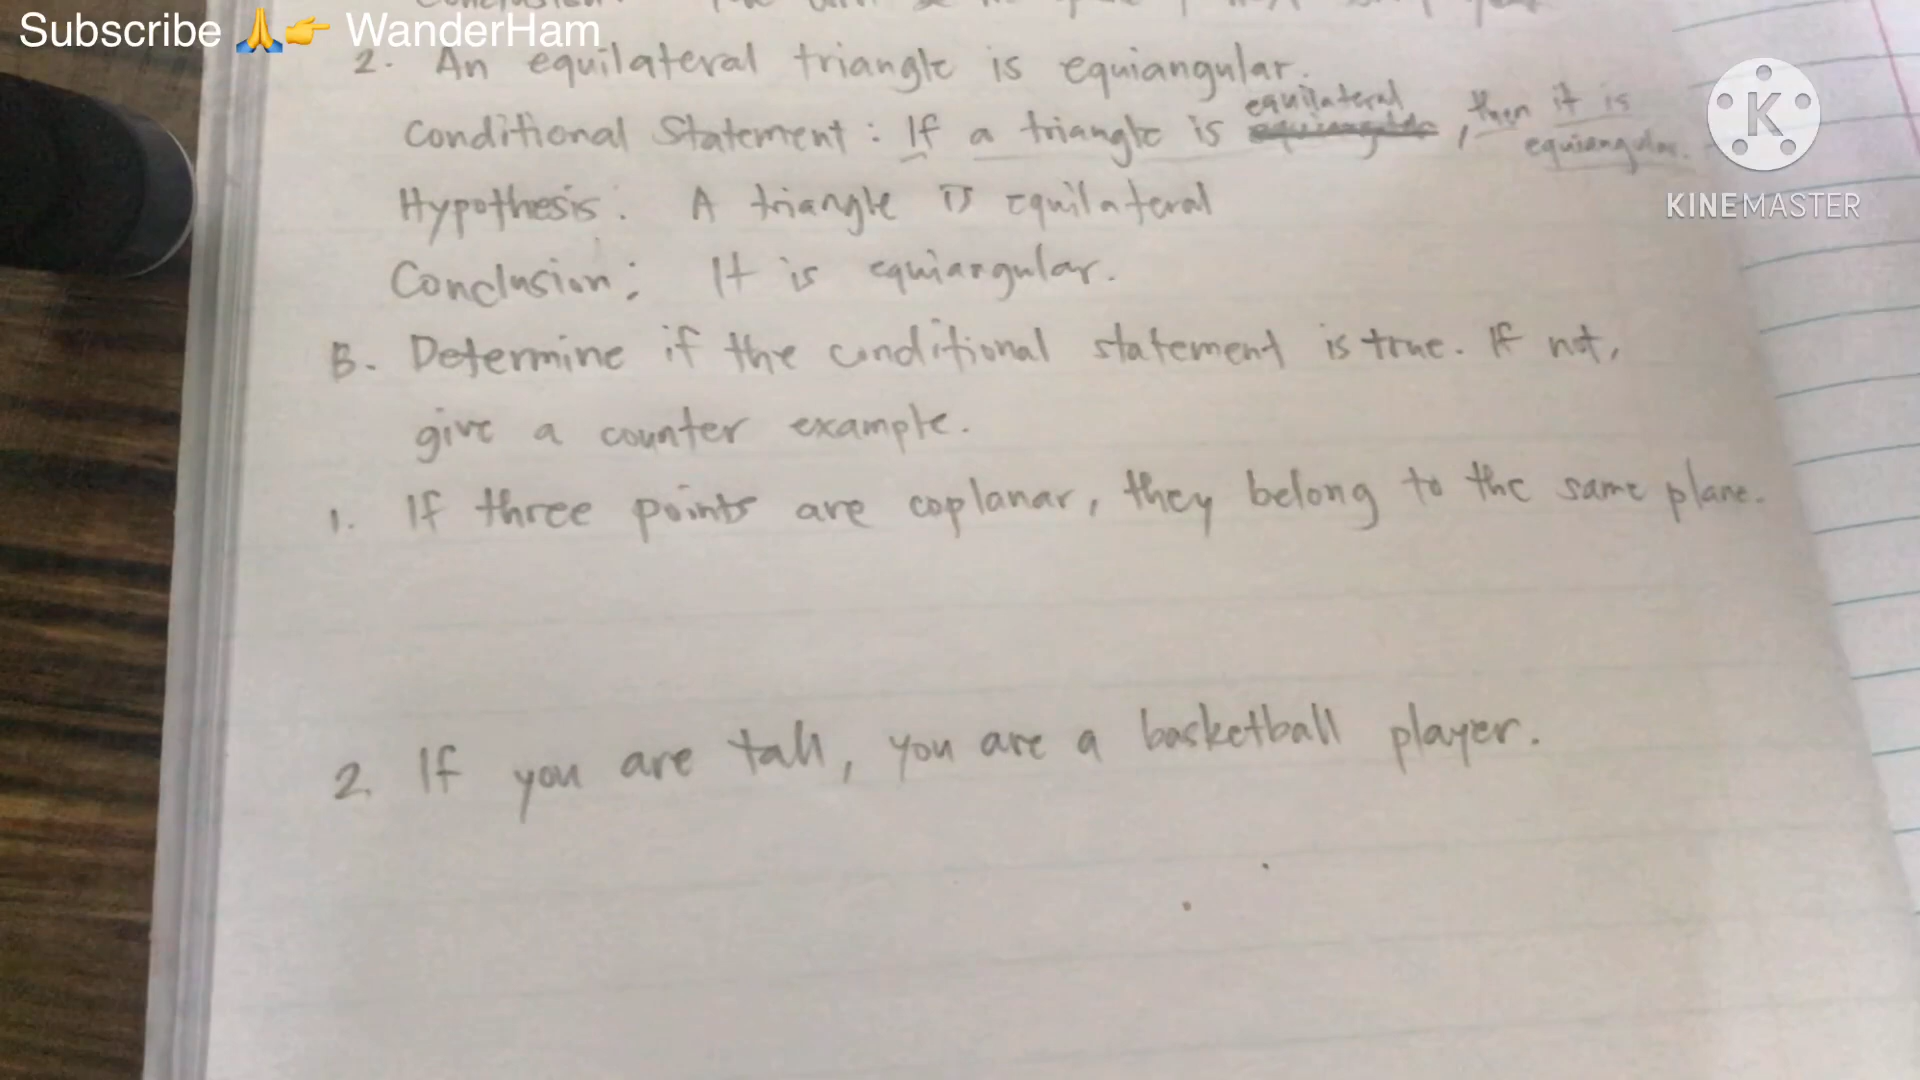 Subscribe 🙏👉 WanderHam
2. An equilateral triangle is equiangular.
Conditional Statement : If a triangle is equilateral, then it is equiangular.
Hypothesis: A triangle is equilateral
Conclusion: It is equiangular.
B. Determine if the conditional statement is true. If not,
give a counter example.
1. If three points are coplanar, they belong to the same plane.
2. If you are tall, you are a basketball player.
K
KINEMASTER